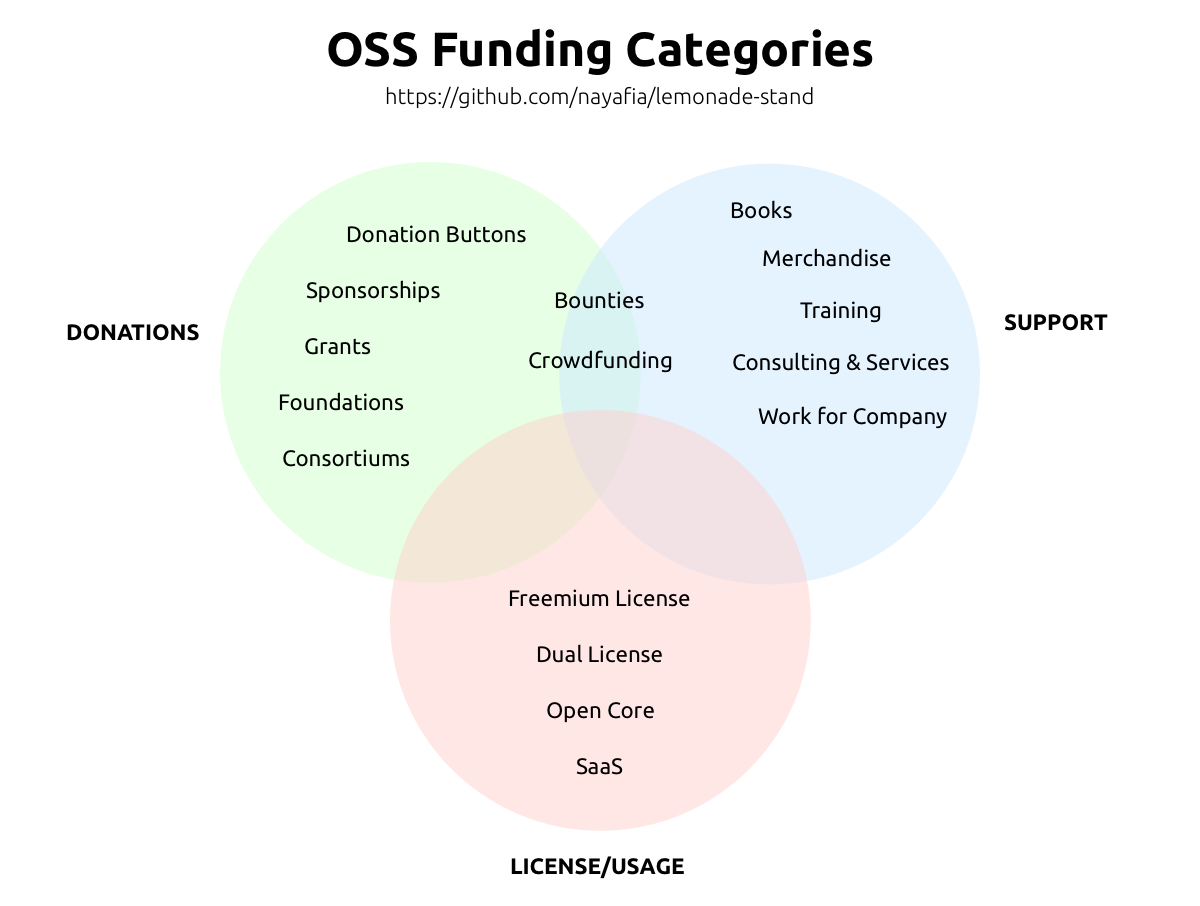 OSS Funding Categories
https://github.com/nayafia/lemonade-stand
DONATIONS
Donation Buttons
Sponsorships
Grants
Foundations
Consortiums
Bounties
Crowdfunding
Books
Merchandise
Training
Consulting & Services
Work for Company
SUPPORT
Freemium License
Dual License
Open Core
SaaS
LICENSE/USAGE